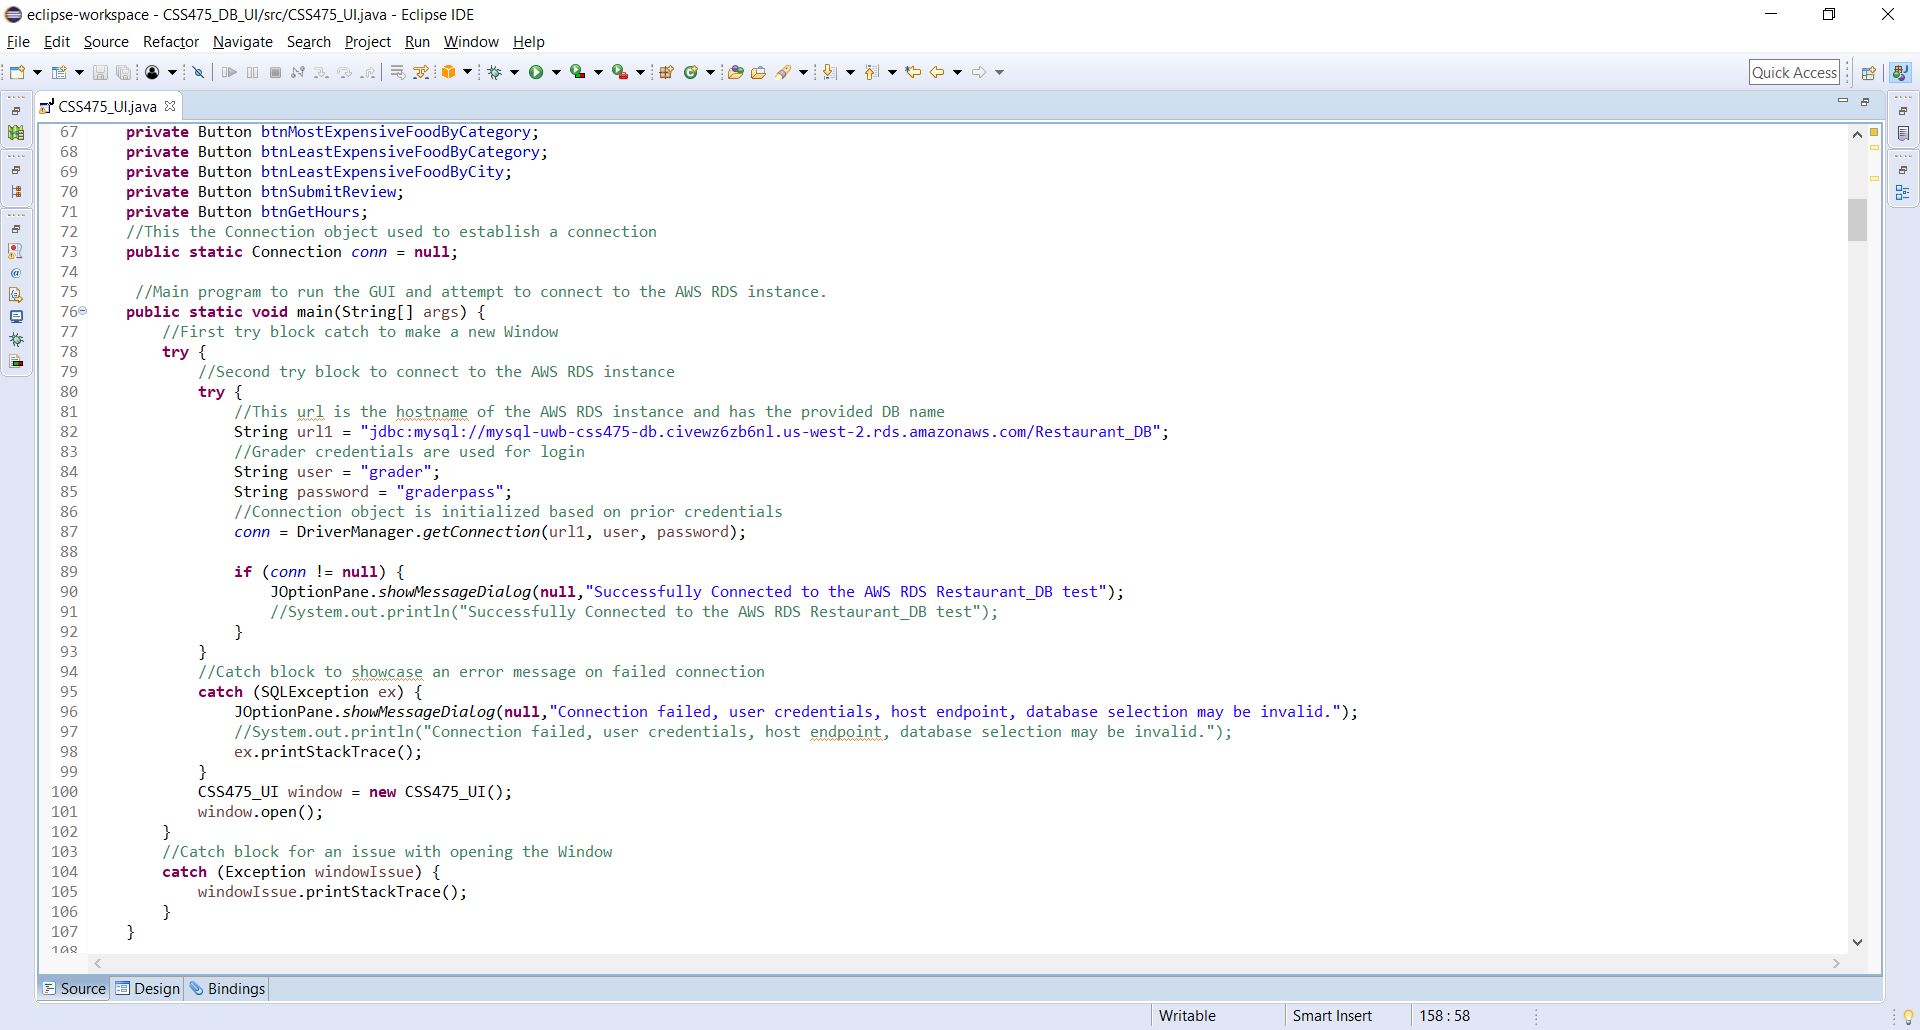 eclipse-workspace - CSS475_DB_UI/src/CSS475_UI.java - Eclipse IDE
File Edit Source Refactor Navigate Search Project Run Window Help
Quick Access
CSS475_UI.java
67 private Button btnMostExpensiveFoodByCategory;
68 private Button btnLeastExpensiveFoodByCategory;
69 private Button btnLeastExpensiveFoodByCity;
70 private Button btnSubmitReview;
71 private Button btnGetHours;
72 //This the Connection object used to establish a connection
73 public static Connection conn = null;
74
75 //Main program to run the GUI and attempt to connect to the AWS RDS instance.
76 public static void main(String[] args) {
77 //First try block catch to make a new Window
78 try {
79 //Second try block to connect to the AWS RDS instance
80 try {
81 //This url is the hostname of the AWS RDS instance and has the provided DB name
82 String url1 = "jdbc:mysql://mysql-uwb-css475-db.civewz6zb6nl.us-west-2.rds.amazonaws.com/Restaurant_DB";
83 //Grader credentials are used for login
84 String user = "grader";
85 String password = "graderpass";
86 //Connection object is initialized based on prior credentials
87 conn = DriverManager.getConnection(url1, user, password);
88
89 if (conn != null) {
90 JOptionPane.showMessageDialog(null,"Successfully Connected to the AWS RDS Restaurant_DB test");
91 //System.out.println("Successfully Connected to the AWS RDS Restaurant_DB test");
92 }
93 }
94 //Catch block to showcase an error message on failed connection
95 catch (SQLException ex) {
96 JOptionPane.showMessageDialog(null,"Connection failed, user credentials, host endpoint, database selection may be invalid.");
97 //System.out.println("Connection failed, user credentials, host endpoint, database selection may be invalid.");
98 ex.printStackTrace();
99 }
100 CSS475_UI window = new CSS475_UI();
101 window.open();
102 }
103 //Catch block for an issue with opening the Window
104 catch (Exception windowIssue) {
105 windowIssue.printStackTrace();
106 }
107 }
108
Source Design Bindings
Writable Smart Insert 158 : 58